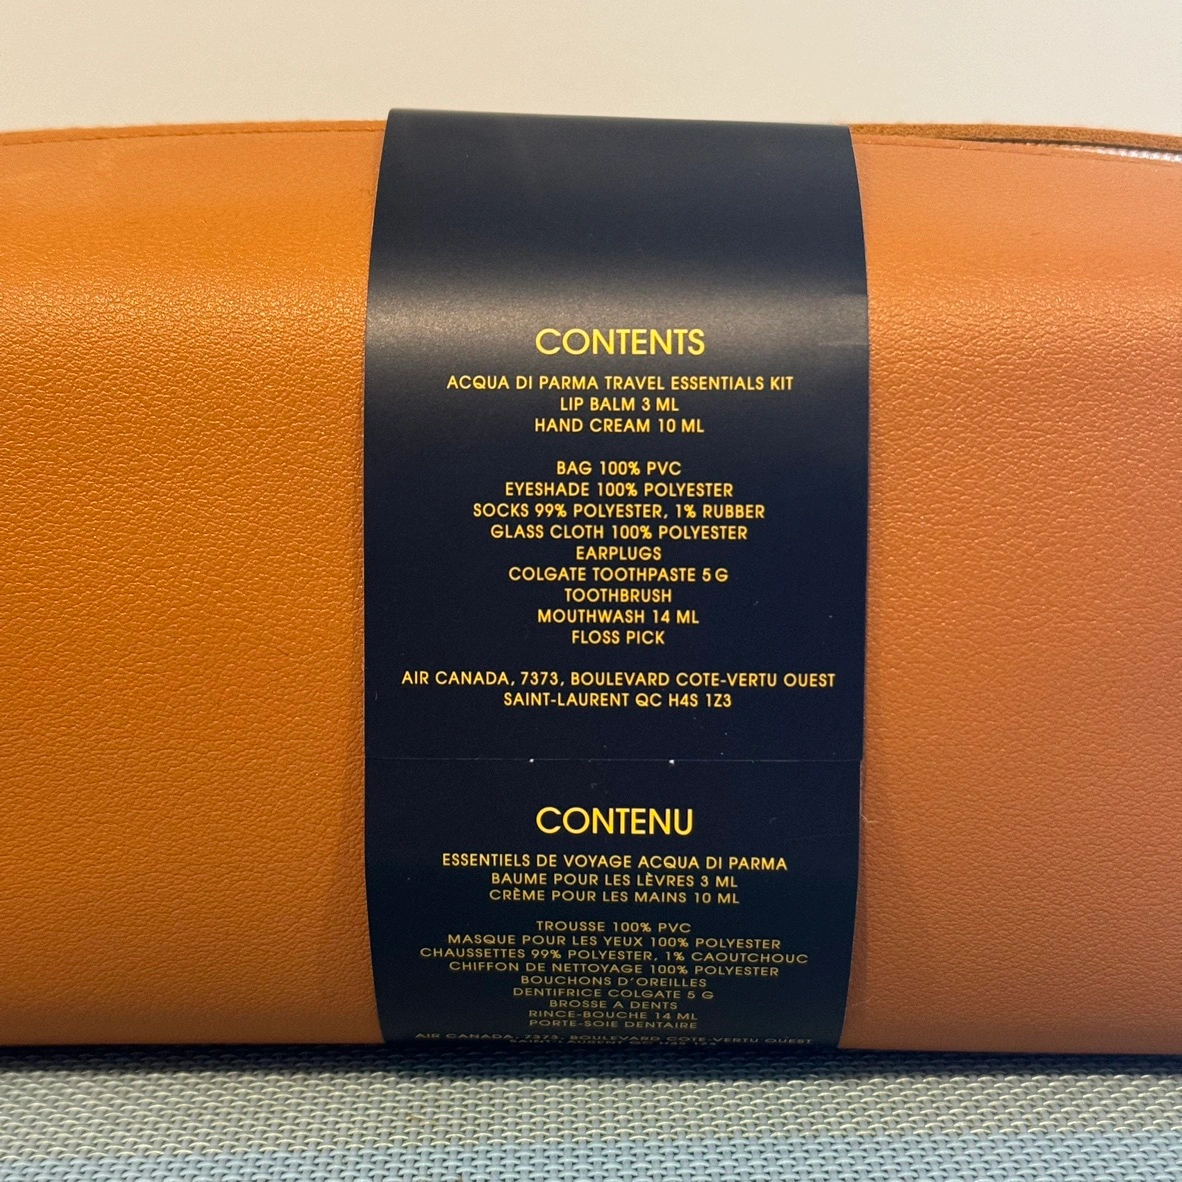 CONTENTS
ACQUA DI PARMA TRAVEL ESSENTIALS KIT
LIP BALM 3 ML
HAND CREAM 10 ML
BAG 100% PVC
EYESHADE 100% POLYESTER
SOCKS 99% POLYESTER, 1% RUBBER
GLASS CLOTH 100% POLYESTER
EARPLUGS
COLGATE TOOTHPASTE 5 G
TOOTHBRUSH
MOUTHWASH 14 ML
FLOSS PICK
AIR CANADA, 7373, BOULEVARD COTE-VERTU OUEST
SAINT-LAURENT QC H4S 1Z3
CONTENU
ESSENTIELS DE VOYAGE ACQUA DI PARMA
BAUME POUR LES LÈVRES 3 ML
CRÈME POUR LES MAINS 10 ML
TROUSSE 100% PVC
MASQUE POUR LES YEUX 100% POLYESTER
CHAUSSETTES 99% POLYESTER, 1% CAOUTCHOUC
CHIFFON DE NETTOYAGE 100% POLYESTER
BOUCHONS D'OREILLES
DENTIFRICE COLGATE 5 G
BROSSE A DENTS
RINCE-BOUCHE 14 ML
PORTE-SOIE DENTAIRE
AIR CANADA, 7373, BOULEVARD COTE-VERTU OUEST
SAINT-LAURENT QC H4S